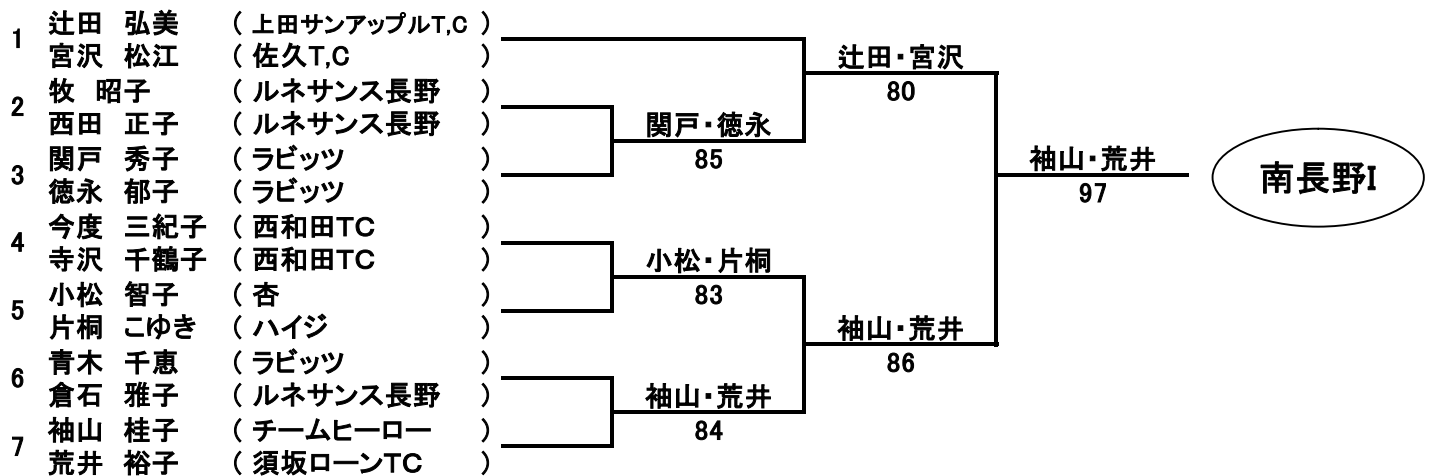 1
辻田　弘美　（ 上田サンアップルT,C ）
宮沢　松江　（ 佐久T,C ）
2
牧　昭子　（ ルネサンス長野 ）
西田　正子　（ ルネサンス長野 ）
3
関戸　秀子　（ ラビッツ ）
徳永　郁子　（ ラビッツ ）
4
今度　三紀子　（ 西和田TC ）
寺沢　千鶴子　（ 西和田TC ）
5
小松　智子　（ 杏 ）
片桐　こゆき　（ ハイジ ）
6
青木　千恵　（ ラビッツ ）
倉石　雅子　（ ルネサンス長野 ）
7
袖山　桂子　（ チームヒーロー ）
荒井　裕子　（ 須坂ローンTC ）
関戸・徳永
85
小松・片桐
83
袖山・荒井
84
辻田・宮沢
80
袖山・荒井
86
袖山・荒井
97
南長野I